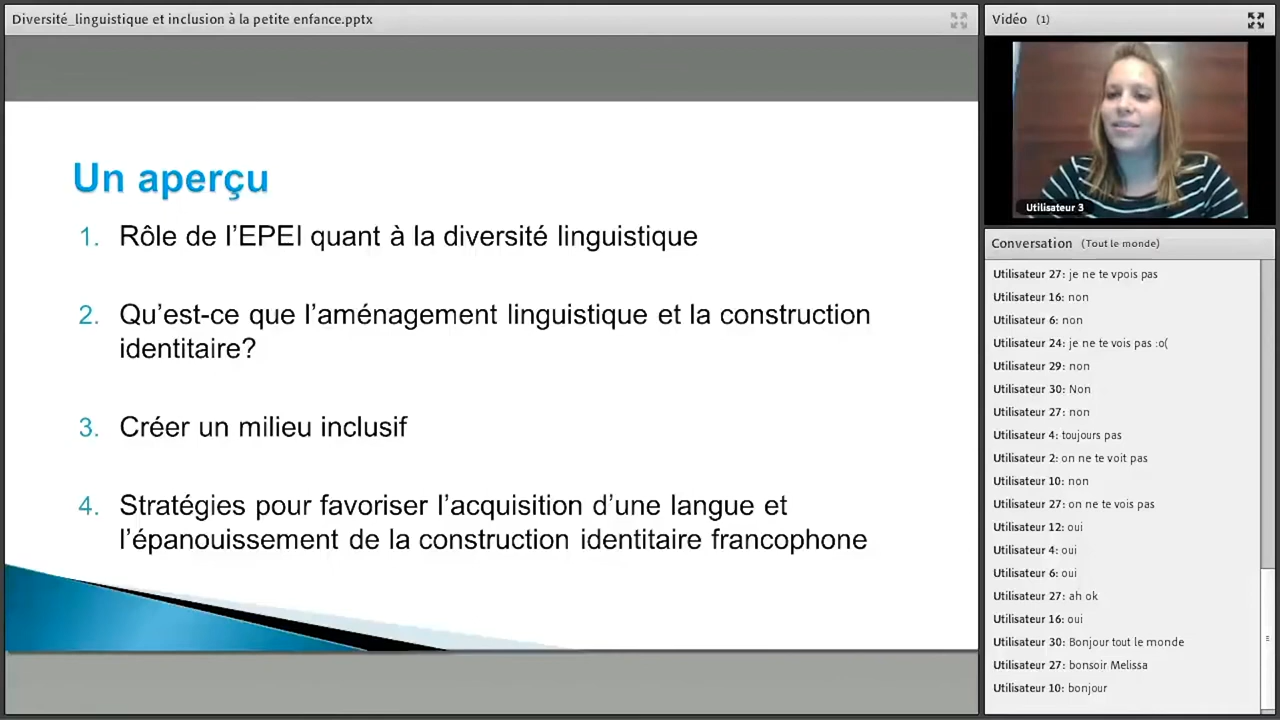 Diversité_linguistique et inclusion à la petite enfance.pptx
Un aperçu
1. Rôle de l'EPEI quant à la diversité linguistique
2. Qu'est-ce que l'aménagement linguistique et la construction
identitaire?
3. Créer un milieu inclusif
4. Stratégies pour favoriser l'acquisition d'une langue et
l'épanouissement de la construction identitaire francophone
Vidéo (1)
Utilisateur 3
Conversation (Tout le monde)
Utilisateur 27: je ne te vpois pas
Utilisateur 16: non
Utilisateur 6: non
Utilisateur 24: je ne te vois pas :o(
Utilisateur 29: non
Utilisateur 30: Non
Utilisateur 27: non
Utilisateur 4: toujours pas
Utilisateur 2: on ne te voit pas
Utilisateur 10: non
Utilisateur 27: on ne te vois pas
Utilisateur 12: oui
Utilisateur 4: oui
Utilisateur 6: oui
Utilisateur 27: ah ok
Utilisateur 16: oui
Utilisateur 30: Bonjour tout le monde
Utilisateur 27: bonsoir Melissa
Utilisateur 10: bonjour